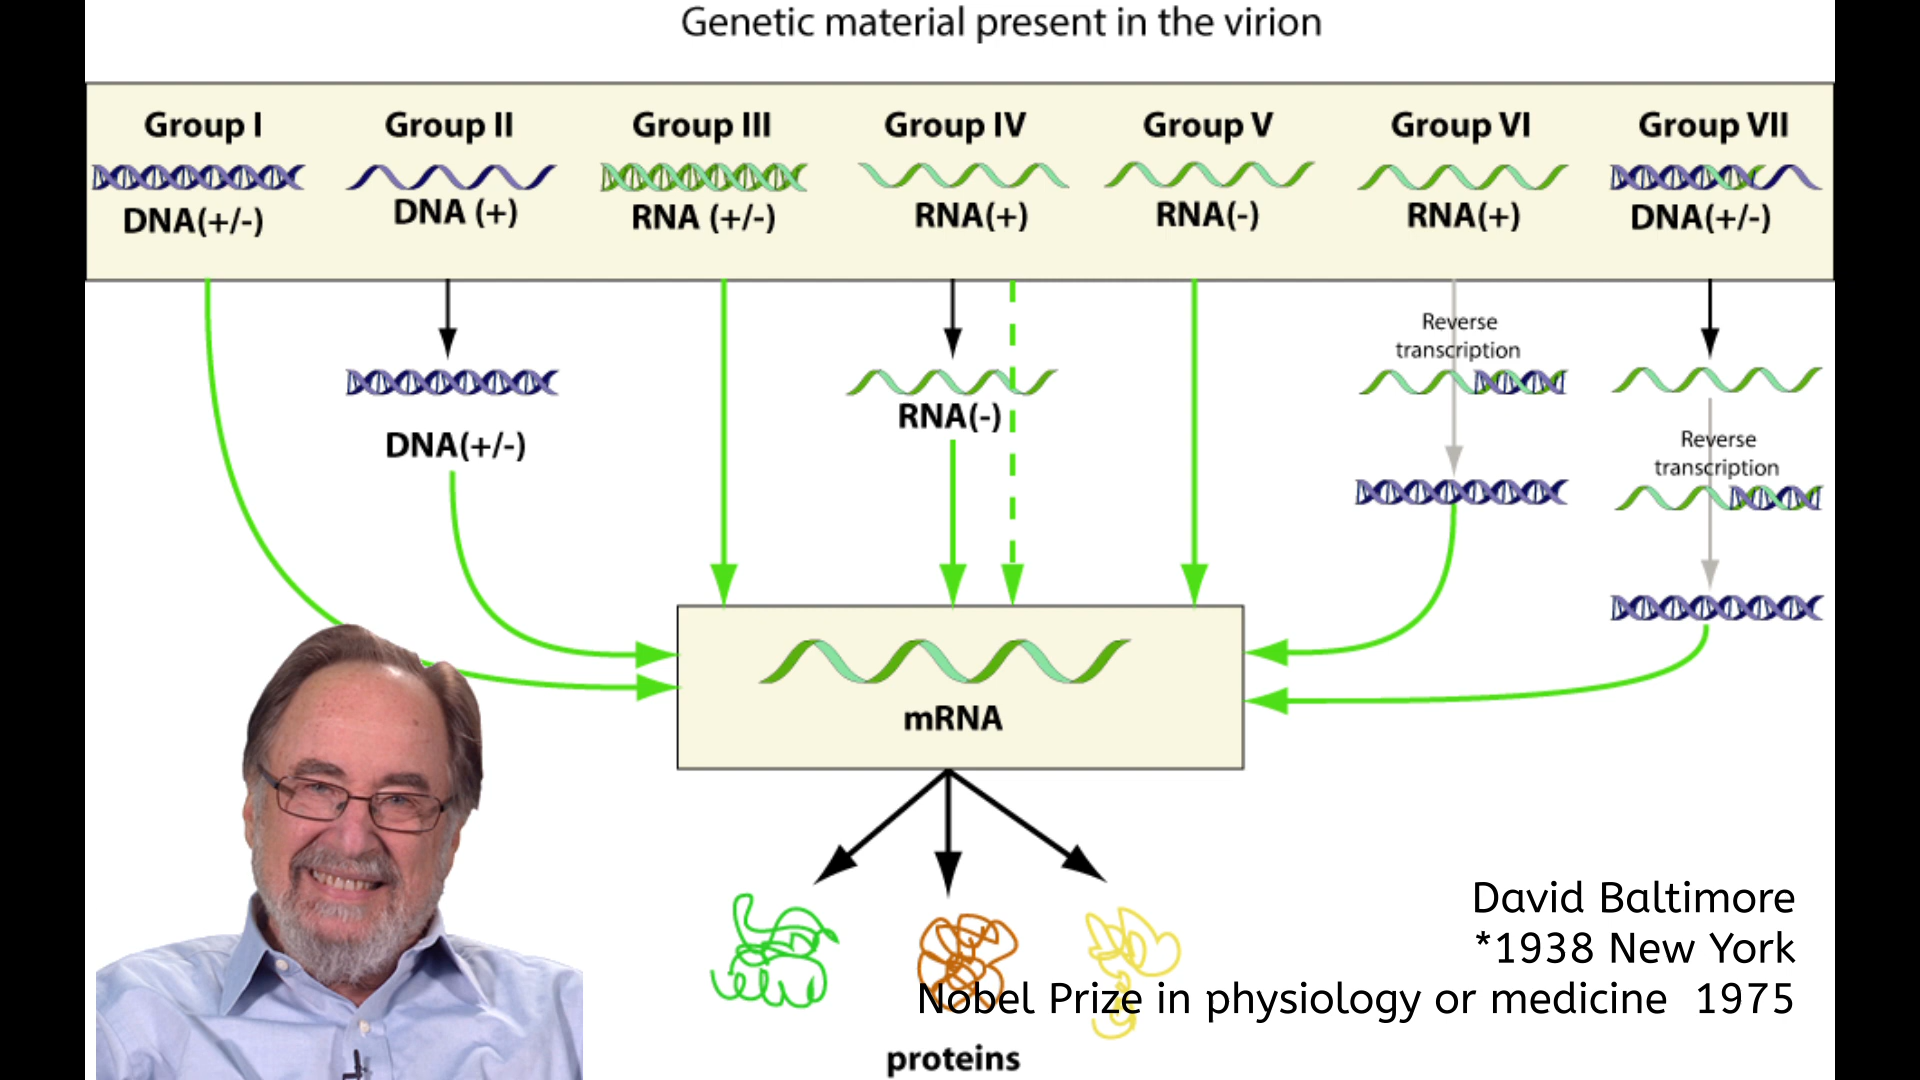 Genetic material present in the virion
Group I
Group II
Group III
Group IV
Group V
Group VI
Group VII
DNA(+/-)
DNA (+)
RNA (+/-)
RNA(+)
RNA(-)
RNA(+)
DNA(+/-)
DNA(+/-)
RNA(-)
Reverse
transcription
Reverse
transcription
mRNA
David Baltimore
*1938 New York
Nobel Prize in physiology or medicine 1975
proteins